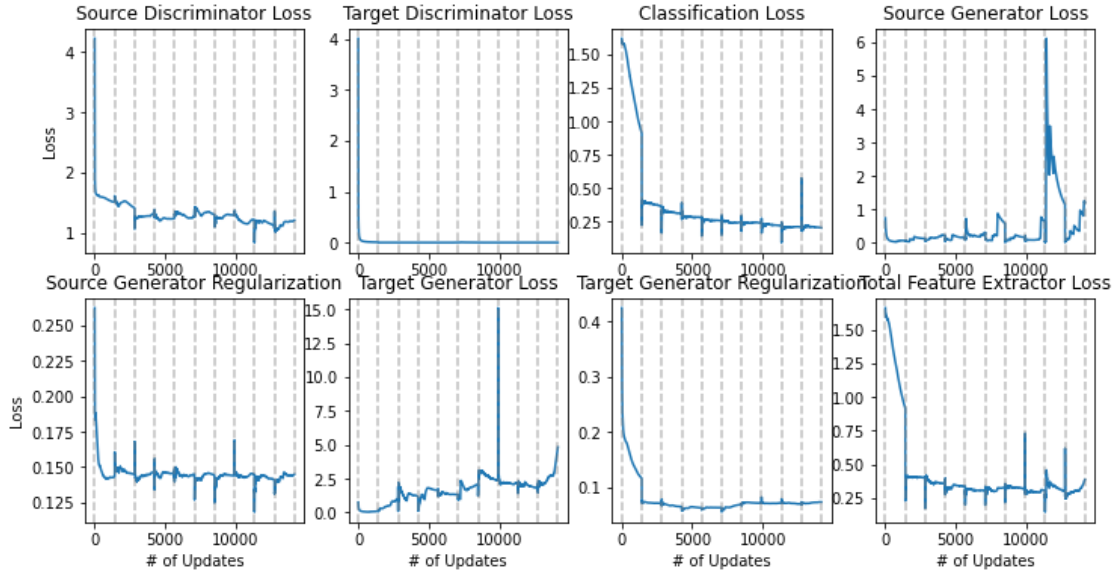 Source Discriminator Loss
Target Discriminator Loss
Classification Loss
Source Generator Loss
Loss
4
3
2
1
0 5000 10000
4
3
2
1
0
0 5000 10000
1.50
1.25
1.00
0.75
0.50
0.25
0 5000 10000
6
5
4
3
2
1
0
0 5000 10000
Source Generator Regularization
Target Generator Loss
Target Generator Regularization
Total Feature Extractor Loss
Loss
0.250
0.225
0.200
0.175
0.150
0.125
0 5000 10000
# of Updates
15.0
12.5
10.0
7.5
5.0
2.5
0.0
0 5000 10000
# of Updates
0.4
0.3
0.2
0.1
0 5000 10000
# of Updates
1.50
1.25
1.00
0.75
0.50
0.25
0 5000 10000
# of Updates